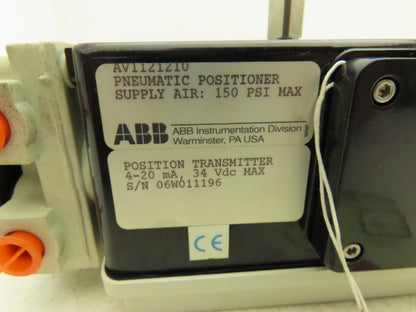 AV1121210
PNEUMATIC POSITIONER
SUPPLY AIR: 150 PSI MAX
ABB ABB Instrumentation Division
Warminster, PA USA
POSITION TRANSMITTER
4-20 mA, 34 Vdc MAX
S/N 06W011196
CE